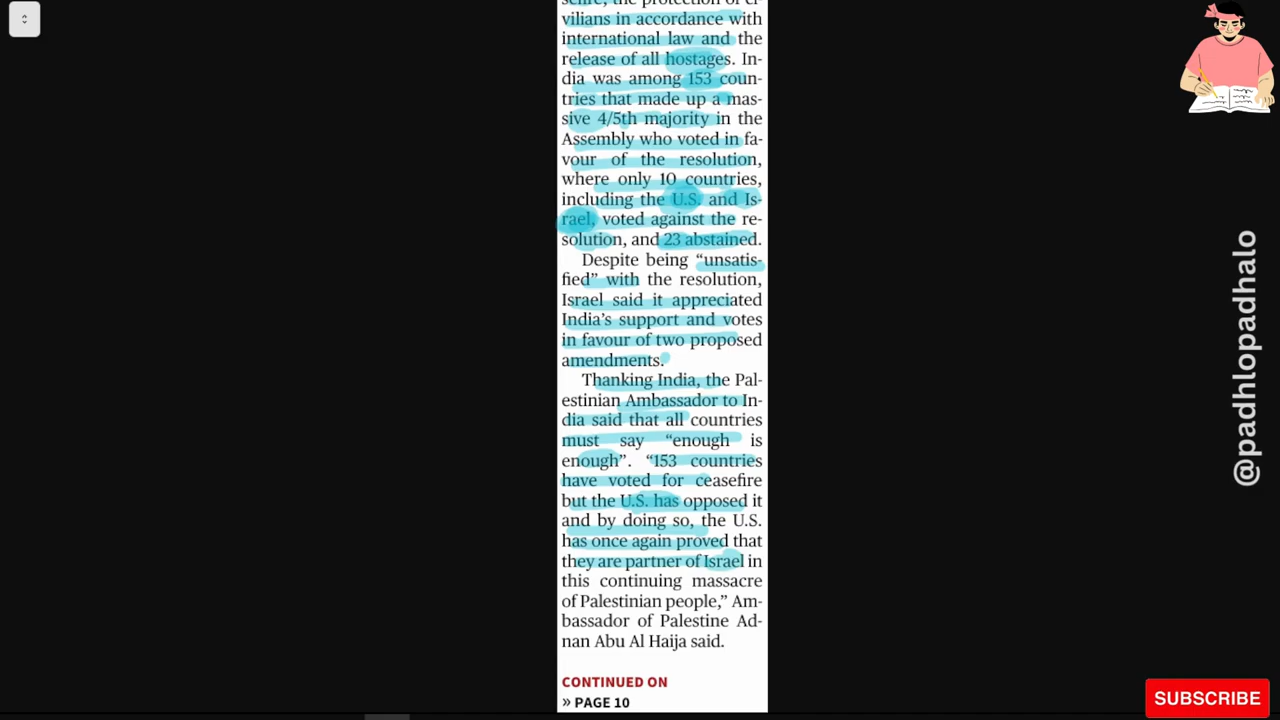 vilians in accordance with
international law and the
release of all hostages. In-
dia was among 153 coun-
tries that made up a mas-
sive 4/5th majority in the
Assembly who voted in fa-
vour of the resolution,
where only 10 countries,
including the U.S. and Is-
rael, voted against the re-
solution, and 23 abstained.
Despite being “unsatis-
fied” with the resolution,
Israel said it appreciated
India’s support and votes
in favour of two proposed
amendments.
Thanking India, the Pal-
estinian Ambassador to In-
dia said that all countries
must say “enough is
enough”. “153 countries
have voted for ceasefire
but the U.S. has opposed it
and by doing so, the U.S.
has once again proved that
they are partner of Israel in
this continuing massacre
of Palestinian people,” Am-
bassador of Palestine Ad-
nan Abu Al Haija said.
CONTINUED ON
» PAGE 10
@padhlopadhalo
SUBSCRIBE